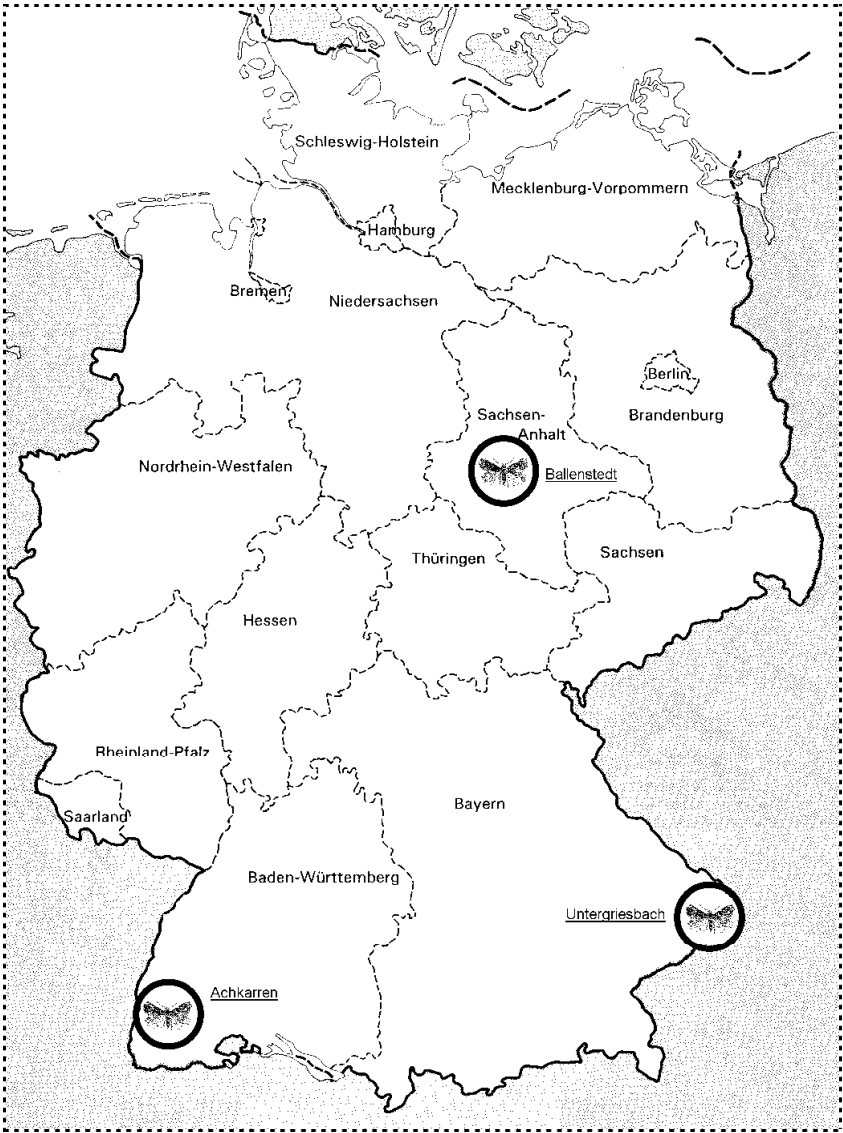 Schleswig-Holstein
Mecklenburg-Vorpommern
Hamburg
Bremen
Niedersachsen
Berlin
Sachsen-
Anhalt
Brandenburg
Nordrhein-Westfalen
Ballenstedt
Thüringen
Sachsen
Hessen
Rheinland-Pfalz
Bayern
Saarland
Baden-Württemberg
Untergriesbach
Achkarren